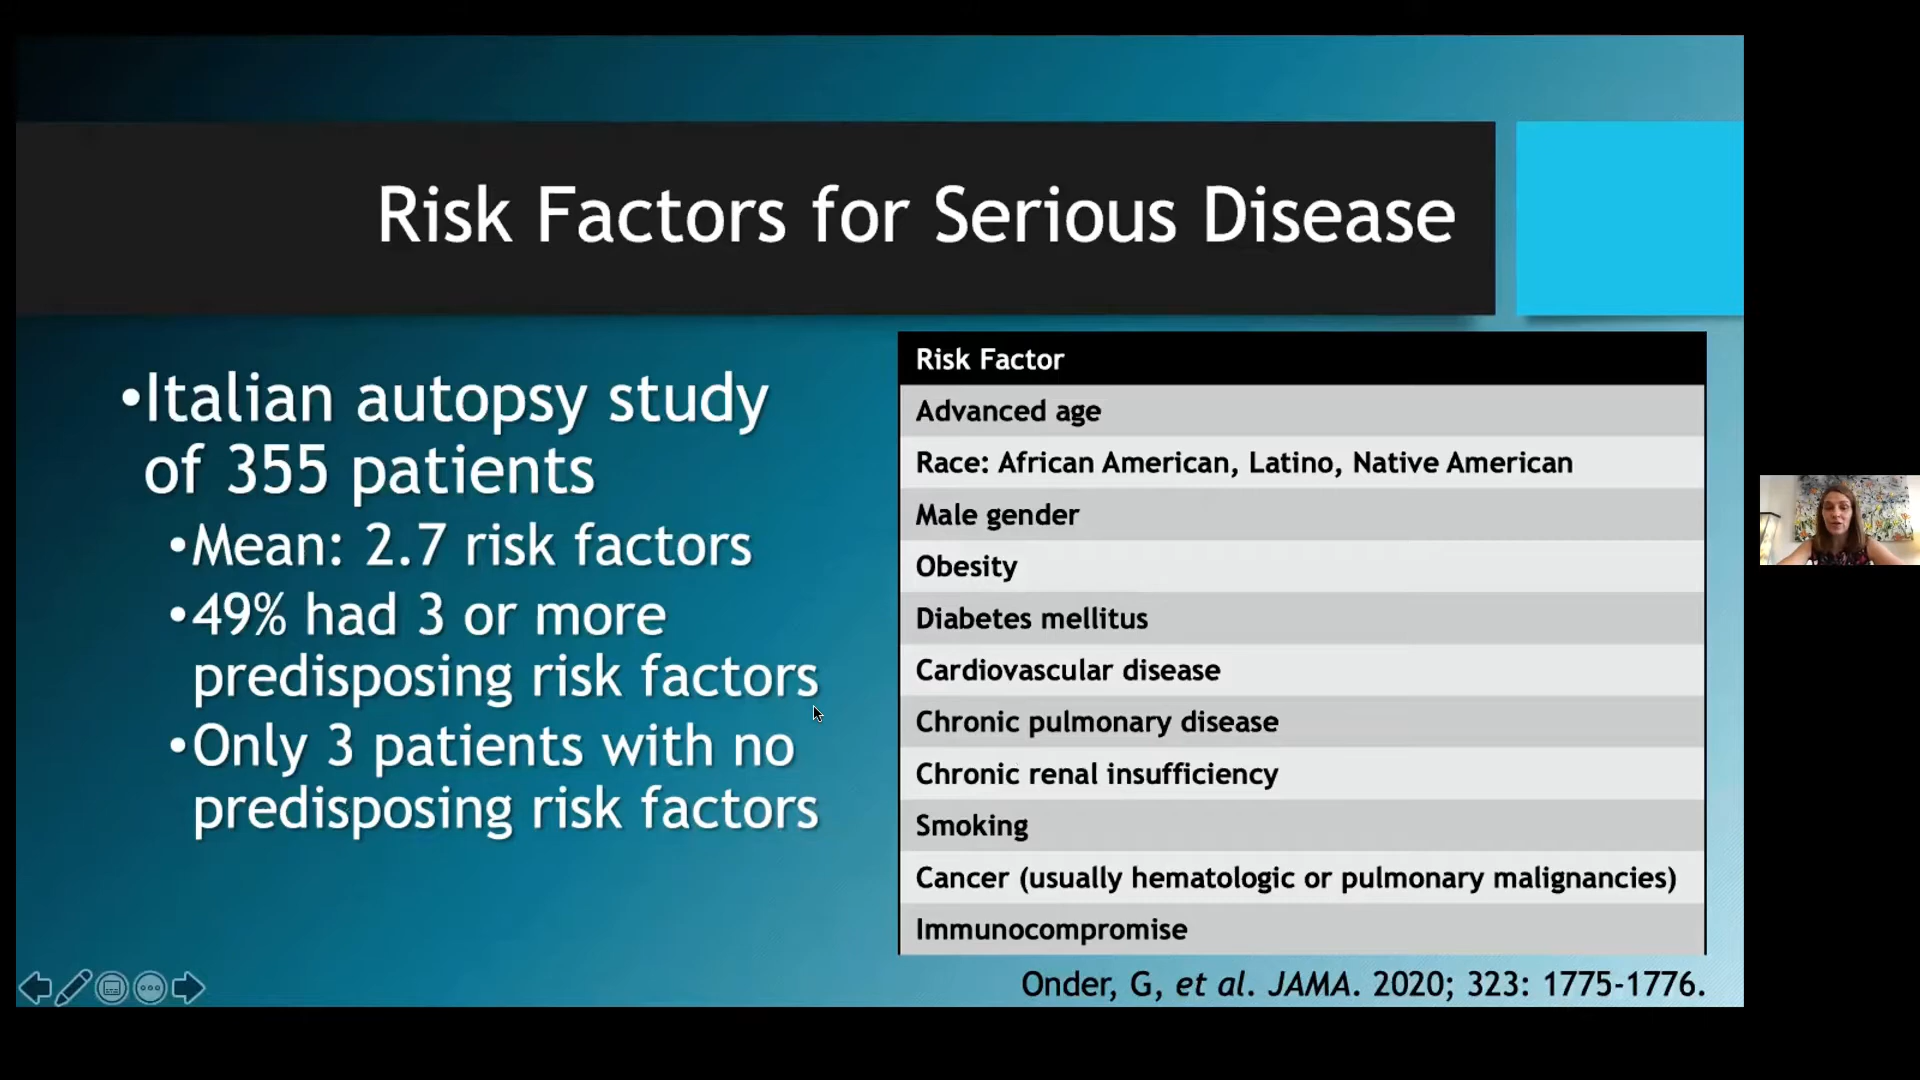 Risk Factors for Serious Disease
•Italian autopsy study
of 355 patients
•Mean: 2.7 risk factors
•49% had 3 or more
predisposing risk factors
•Only 3 patients with no
predisposing risk factors
Risk Factor
Advanced age
Race: African American, Latino, Native American
Male gender
Obesity
Diabetes mellitus
Cardiovascular disease
Chronic pulmonary disease
Chronic renal insufficiency
Smoking
Cancer (usually hematologic or pulmonary malignancies)
Immunocompromise
Onder, G, et al. JAMA. 2020; 323: 1775-1776.